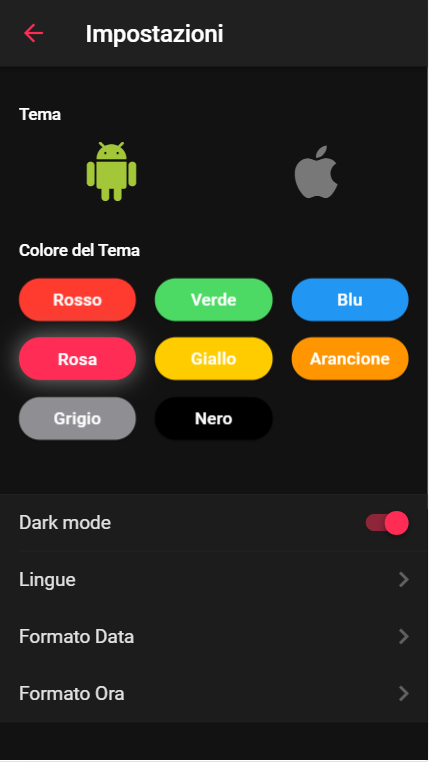 Impostazioni
Tema
Colore del Tema
Rosso Verde Blu
Rosa Giallo Arancione
Grigio Nero
Dark mode
Lingue
Formato Data
Formato Ora